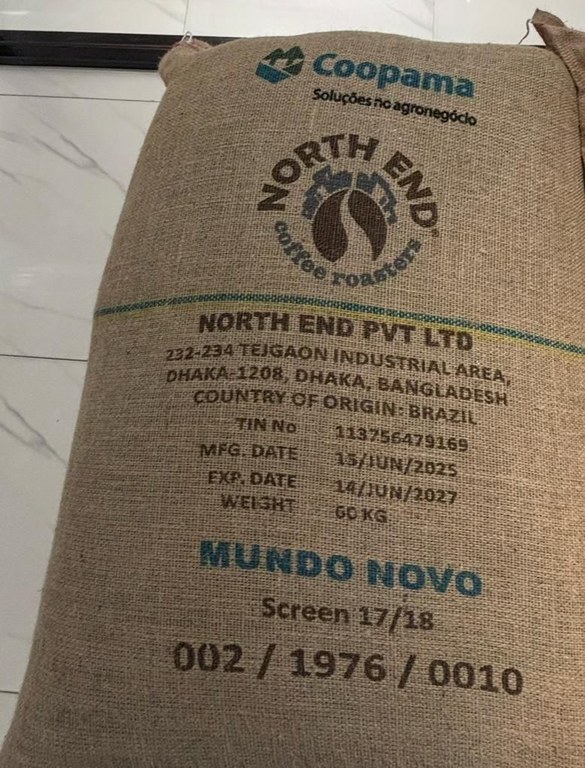 Coopama
Soluções no agronegócio
NORTH END®
coffee roasters
NORTH END PVT LTD
232-234 TEJGAON INDUSTRIAL AREA,
DHAKA-1208, DHAKA, BANGLADESH
COUNTRY OF ORIGIN: BRAZIL
TIN No 113756479169
MFG. DATE 15/JUN/2025
EXP. DATE 14/JUN/2027
WEIGHT 60 KG
MUNDO NOVO
Screen 17/18
002 / 1976 / 0010